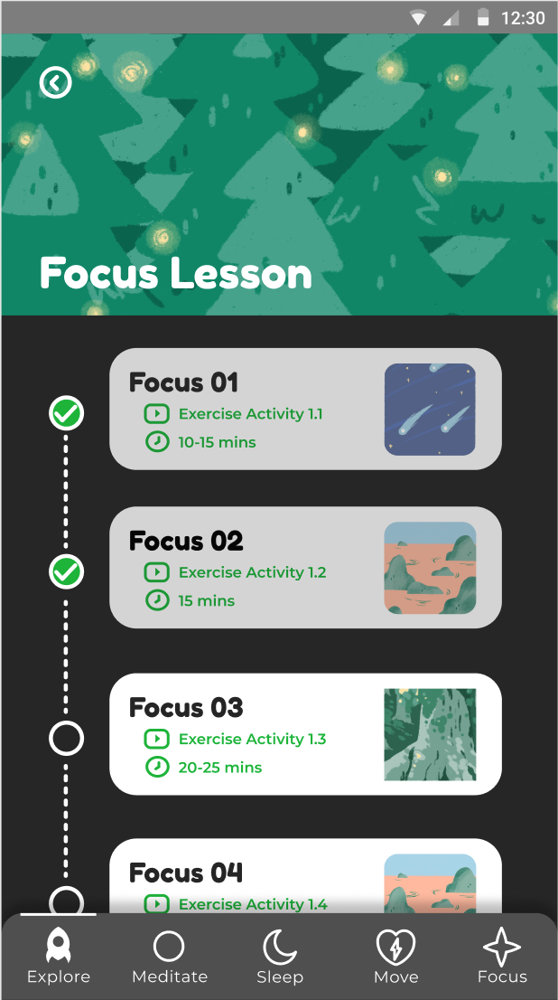 12:30
Focus Lesson
Focus 01
Exercise Activity 1.1
10-15 mins
Focus 02
Exercise Activity 1.2
15 mins
Focus 03
Exercise Activity 1.3
20-25 mins
Focus 04
Exercise Activity 1.4
Explore Meditate Sleep Move Focus